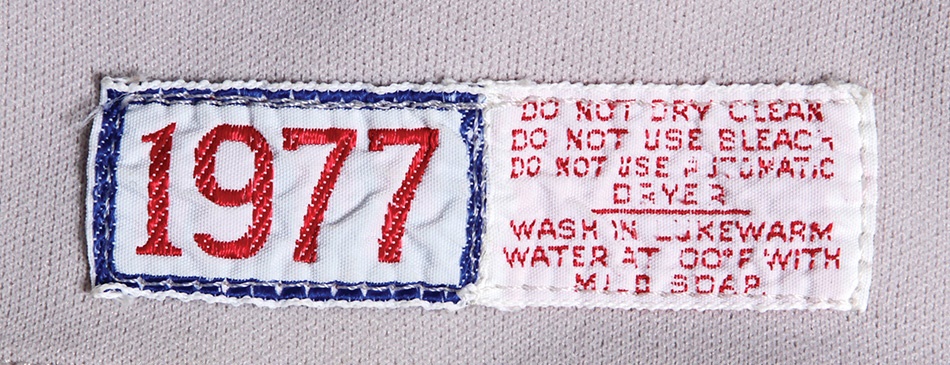 1977
DO NOT DRY CLEAN
DO NOT USE BLEACH
DO NOT USE AUTOMATIC
DRYER
WASH IN LUKEWARM
WATER AT 00°F WITH
MILD SOAP.